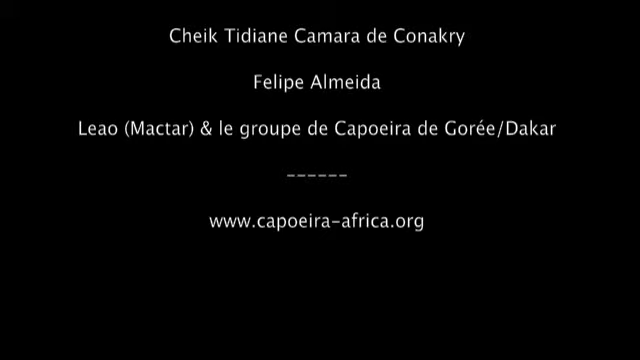 Cheik Tidiane Camara de Conakry
Felipe Almeida
Leao (Mactar) & le groupe de Capoeira de Gorée/Dakar
------
www.capoeira-africa.org